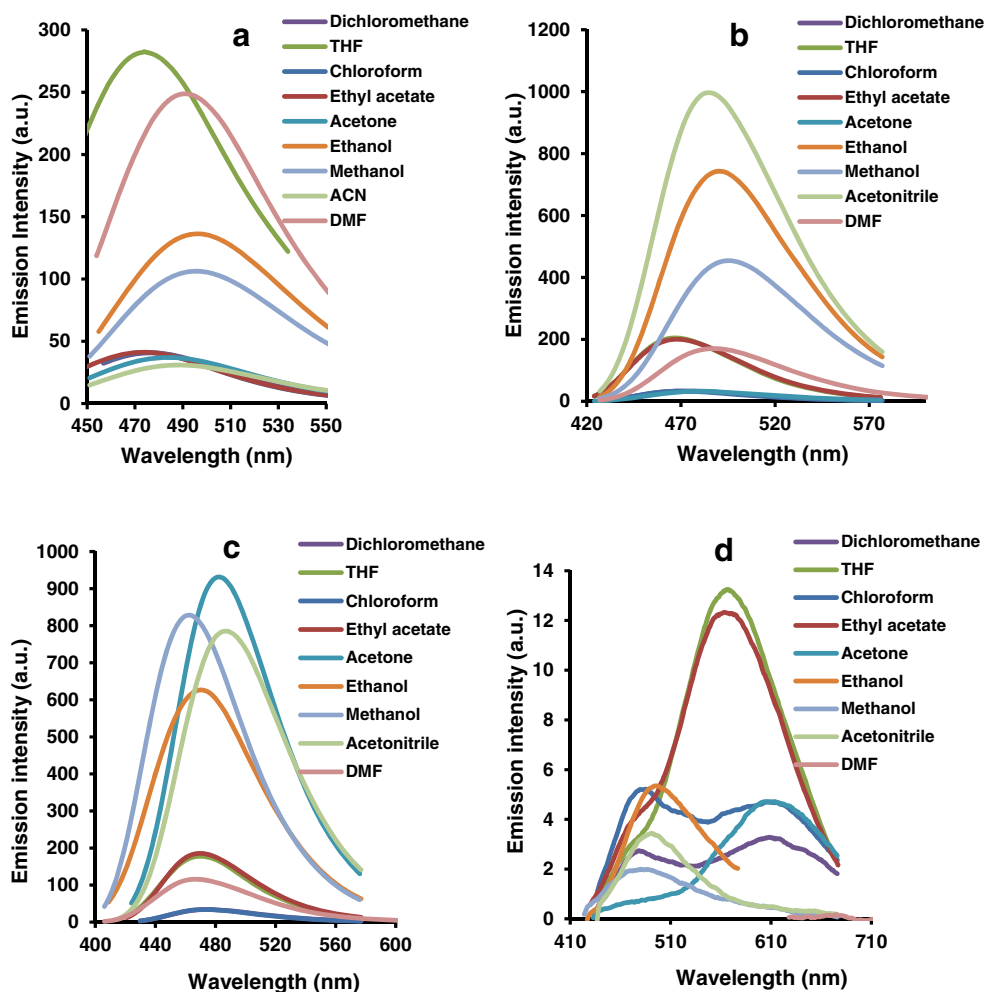 a
Emission Intensity (a.u.)
300
250
200
150
100
50
0
450 470 490 510 530 550
Wavelength (nm)
Dichloromethane
THF
Chloroform
Ethyl acetate
Acetone
Ethanol
Methanol
ACN
DMF
b
Emission intensity (a.u.)
1200
1000
800
600
400
200
0
420 470 520 570
Wavelength (nm)
Dichloromethane
THF
Chloroform
Ethyl acetate
Acetone
Ethanol
Methanol
Acetonitrile
DMF
c
Emission intensity (a.u.)
1000
900
800
700
600
500
400
300
200
100
0
400 440 480 520 560 600
Wavelength (nm)
Dichloromethane
THF
Chloroform
Ethyl acetate
Acetone
Ethanol
Methanol
Acetonitrile
DMF
d
Emission intensity (a.u.)
14
12
10
8
6
4
2
0
410 510 610 710
Wavelength (nm)
Dichloromethane
THF
Chloroform
Ethyl acetate
Acetone
Ethanol
Methanol
Acetonitrile
DMF